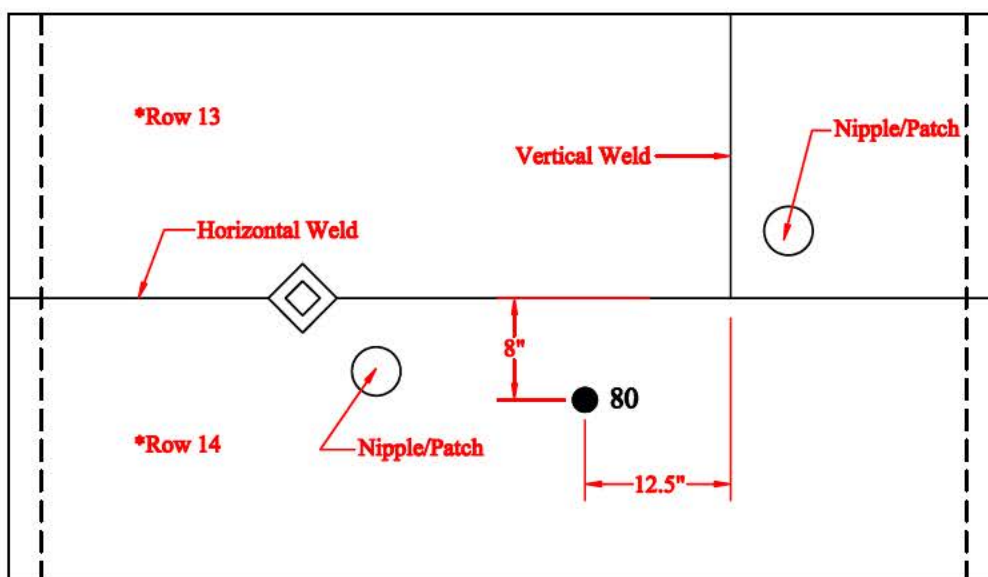 *Row 13
Nipple/Patch
Vertical Weld
Horizontal Weld
8"
80
*Row 14
Nipple/Patch
12.5"